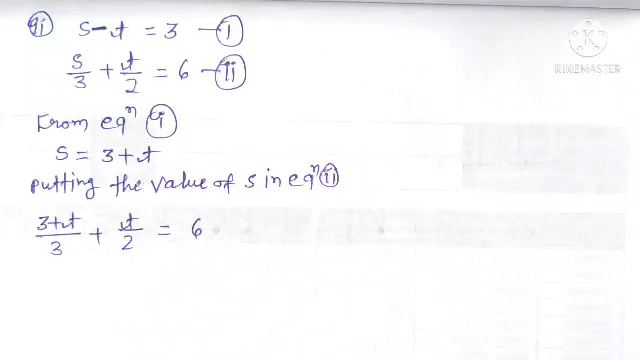 ii) s - t = 3 — (i)
s/3 + t/2 = 6 — (ii)
From eqⁿ (i)
s = 3 + t
putting the value of s in eqⁿ (ii)
(3+t)/3 + t/2 = 6
K
KINEMASTER